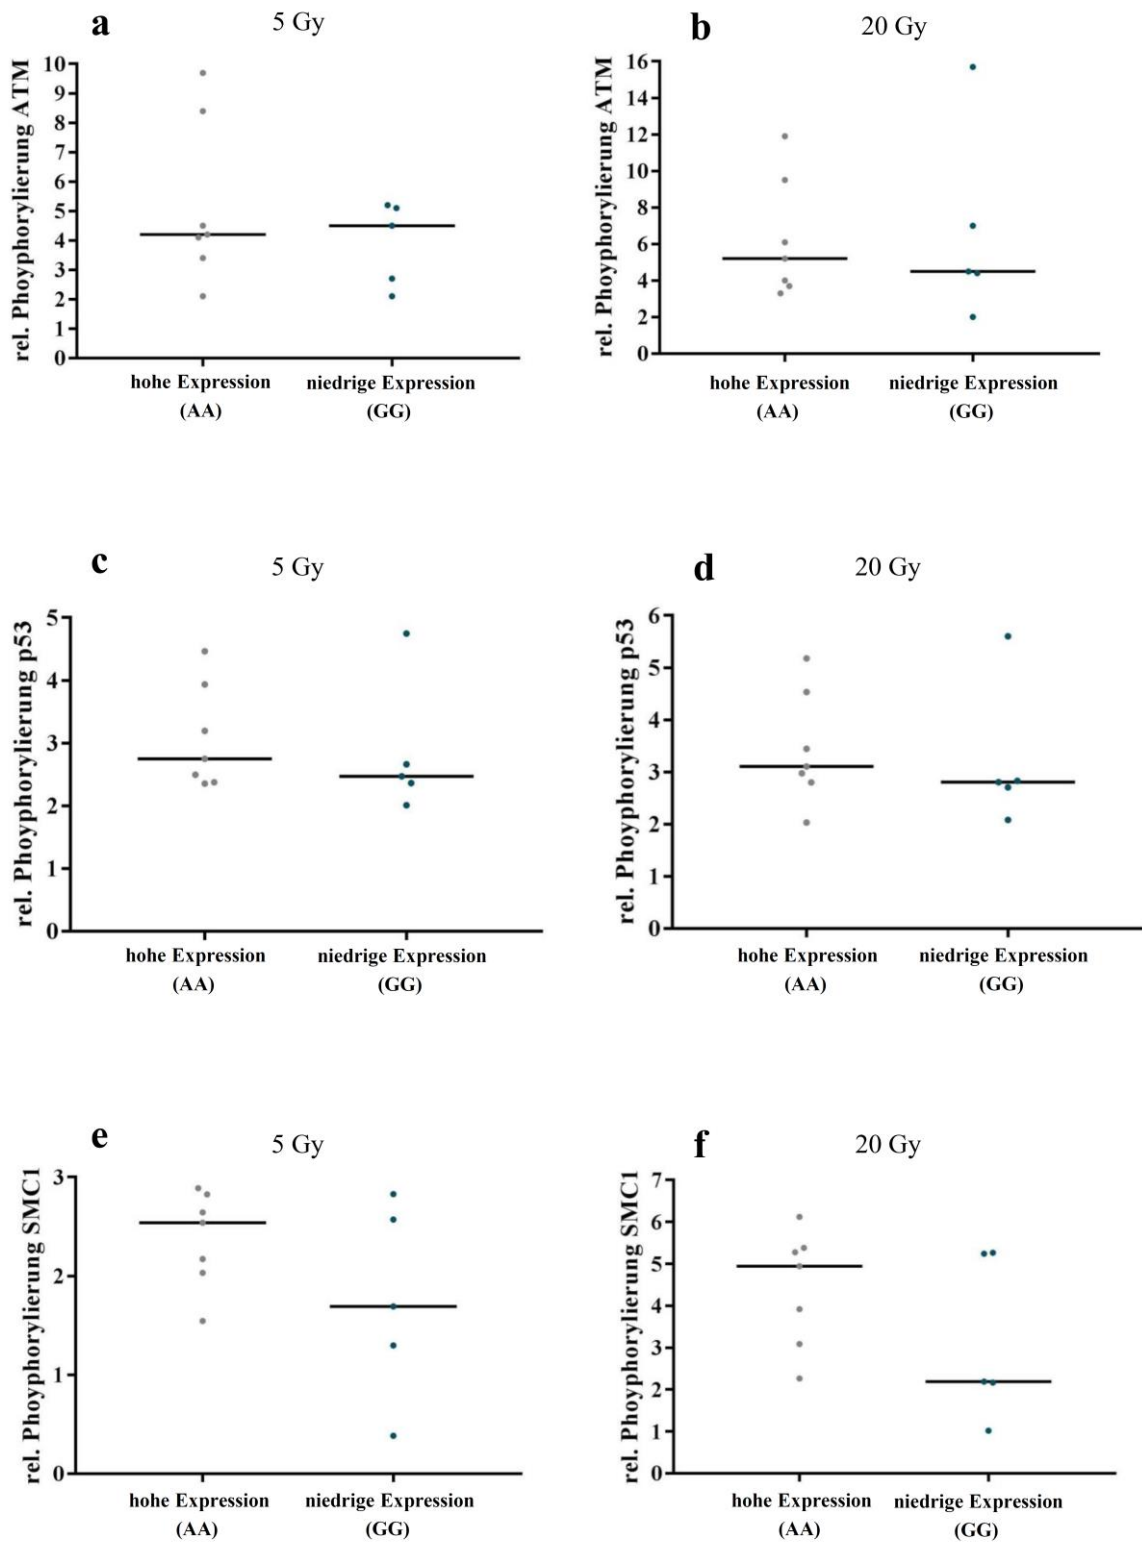 a
5 Gy
rel. Phoyphorylierung ATM
10
9
8
7
6
5
4
3
2
1
0
hohe Expression
(AA)
niedrige Expression
(GG)
b
20 Gy
rel. Phoyphorylierung ATM
16
14
12
10
8
6
4
2
0
hohe Expression
(AA)
niedrige Expression
(GG)
c
5 Gy
rel. Phoyphorylierung p53
5
4
3
2
1
0
hohe Expression
(AA)
niedrige Expression
(GG)
d
20 Gy
rel. Phoyphorylierung p53
6
5
4
3
2
1
0
hohe Expression
(AA)
niedrige Expression
(GG)
e
5 Gy
rel. Phoyphorylierung SMC1
3
2
1
0
hohe Expression
(AA)
niedrige Expression
(GG)
f
20 Gy
rel. Phoyphorylierung SMC1
7
6
5
4
3
2
1
0
hohe Expression
(AA)
niedrige Expression
(GG)